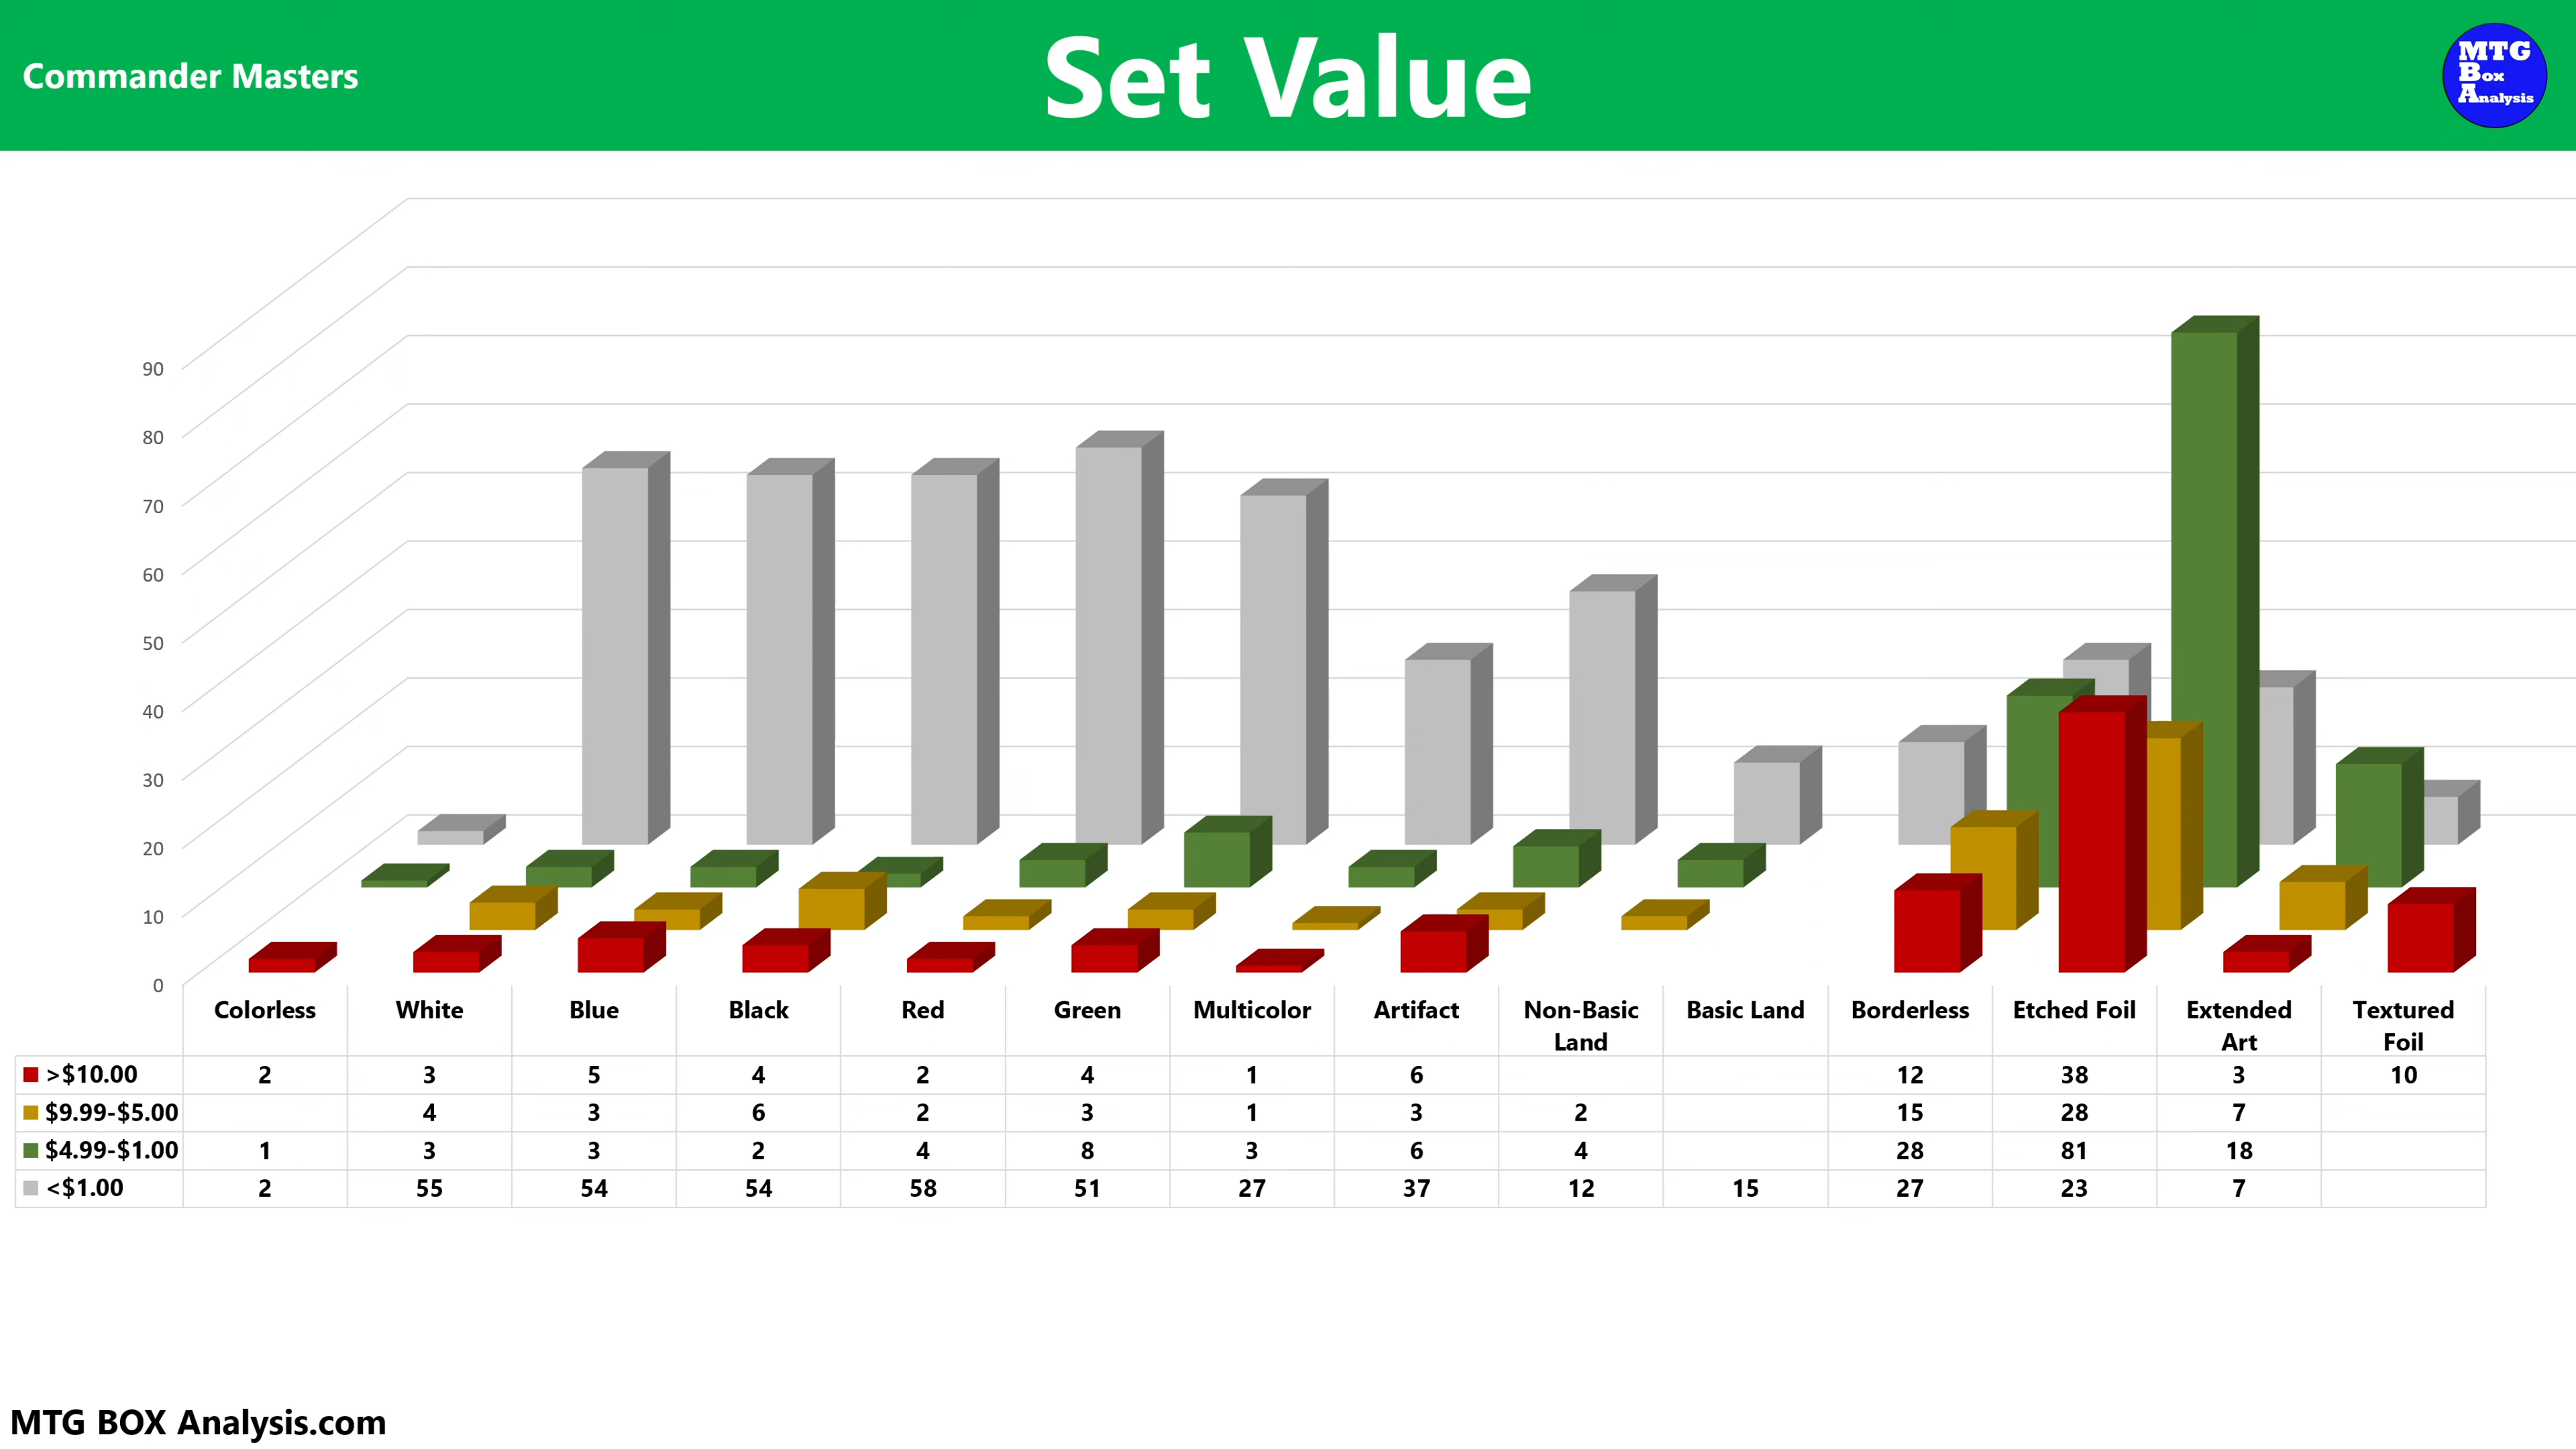 Commander Masters
Set Value
MTG
Box
Analysis
90
80
70
60
50
40
30
20
10
0
Colorless White Blue Black Red Green Multicolor Artifact Non-Basic Basic Land Borderless Etched Foil Extended Textured
Land Art Foil
>$10.00 2 3 5 4 2 4 1 6 12 38 3 10
$9.99-$5.00 4 3 6 2 3 1 3 2 15 28 7
$4.99-$1.00 1 3 3 2 4 8 3 6 4 28 81 18
<$1.00 2 55 54 54 58 51 27 37 12 15 27 23 7
MTG BOX Analysis.com